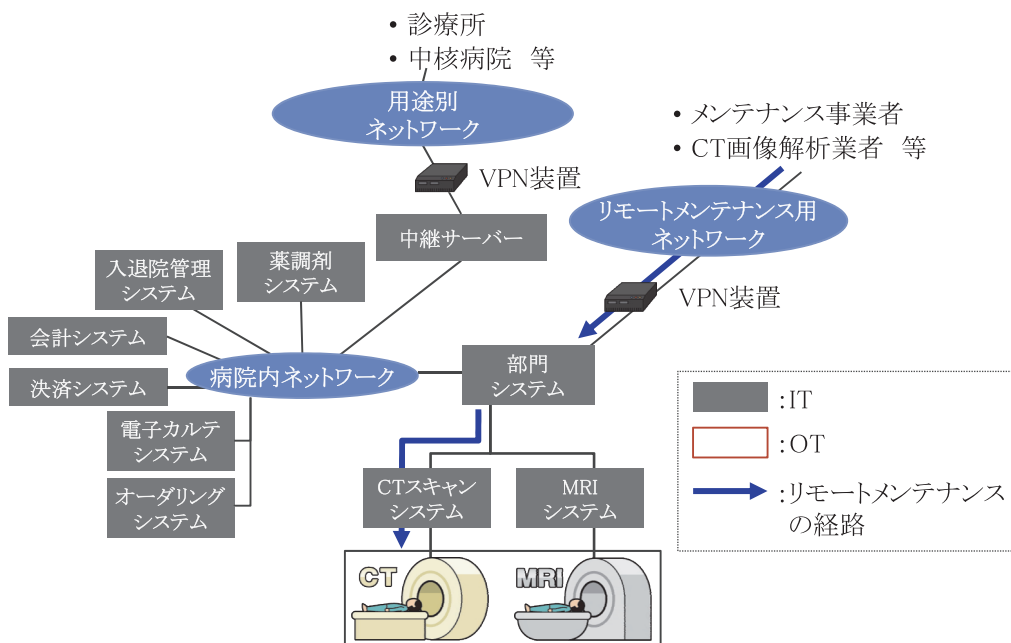 • 診療所
• 中核病院 等
用途別
ネットワーク
• メンテナンス事業者
• CT画像解析業者 等
VPN装置
リモートメンテナンス用
ネットワーク
中継サーバー
薬調剤
システム
入退院管理
システム
VPN装置
会計システム
病院内ネットワーク
部門
システム
決済システム
電子カルテ
システム
オーダリング
システム
CTスキャン
システム
MRI
システム
CT
MRI
:IT
:OT
:リモートメンテナンス
の経路